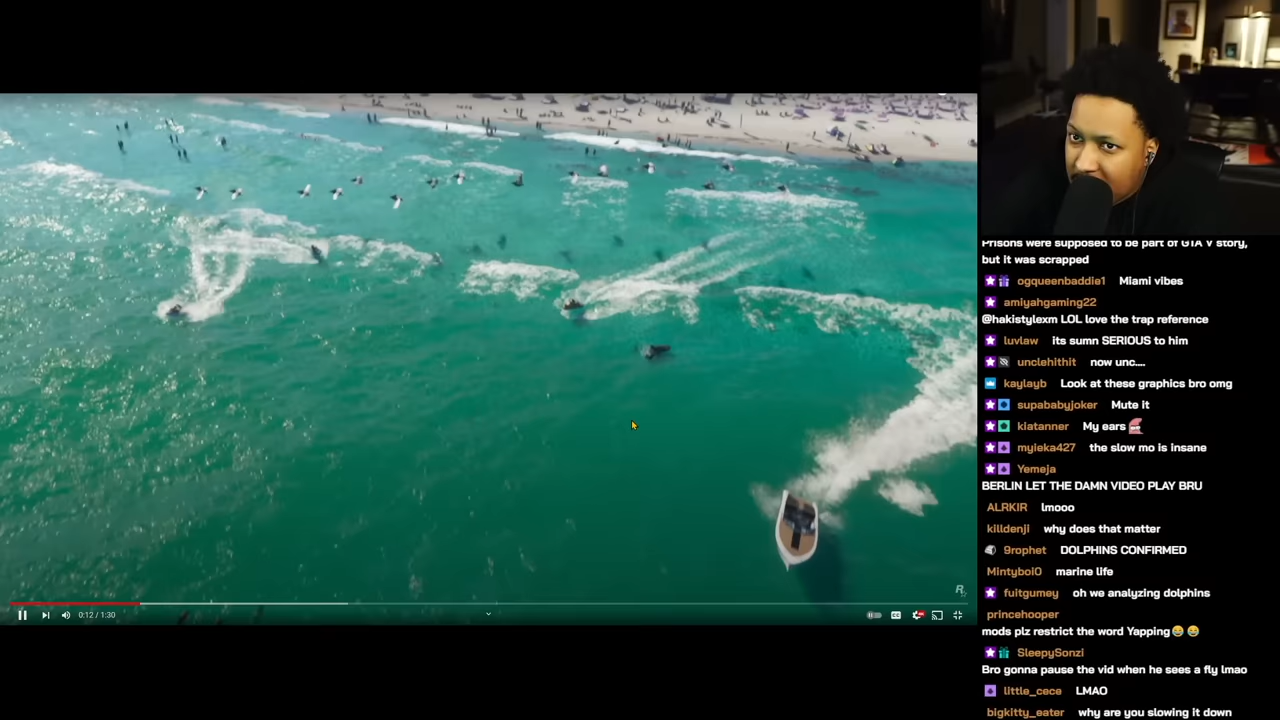 Prisons were supposed to be part of GTA V story,
but it was scrapped
ogqueenbaddie1 Miami vibes
amiyahgaming22
@hakistylexm LOL love the trap reference
luvlaw its sumn SERIOUS to him
unclehithit now unc....
kaylayb Look at these graphics bro omg
supababyjoker Mute it
kiatanner My ears
myieka427 the slow mo is insane
Yemeja
BERLIN LET THE DAMN VIDEO PLAY BRU
ALRKIR lmooo
killdenji why does that matter
9rophet DOLPHINS CONFIRMED
Mintyboi0 marine life
fuitgumey oh we analyzing dolphins
princehooper
mods plz restrict the word Yapping😂 😂
SleepySonzi
Bro gonna pause the vid when he sees a fly lmao
little_cece LMAO
bigkitty_eater why are you slowing it down
R
0:12 / 1:30
CC